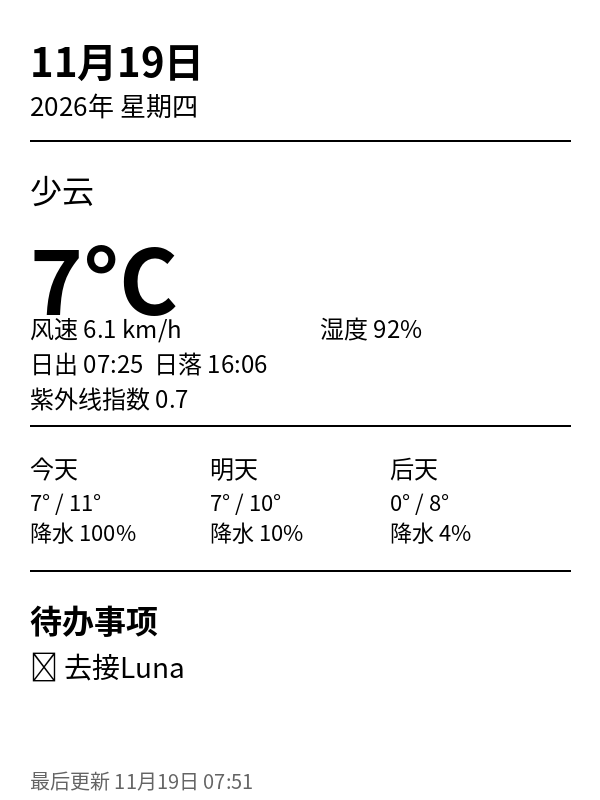 11月19日
2026年 星期四
少云
7°C
风速 6.1 km/h 湿度 92%
日出 07:25 日落 16:06
紫外线指数 0.7
今天 明天 后天
7° / 11° 7° / 10° 0° / 8°
降水 100% 降水 10% 降水 4%
待办事项
去接Luna
最后更新 11月19日 07:51